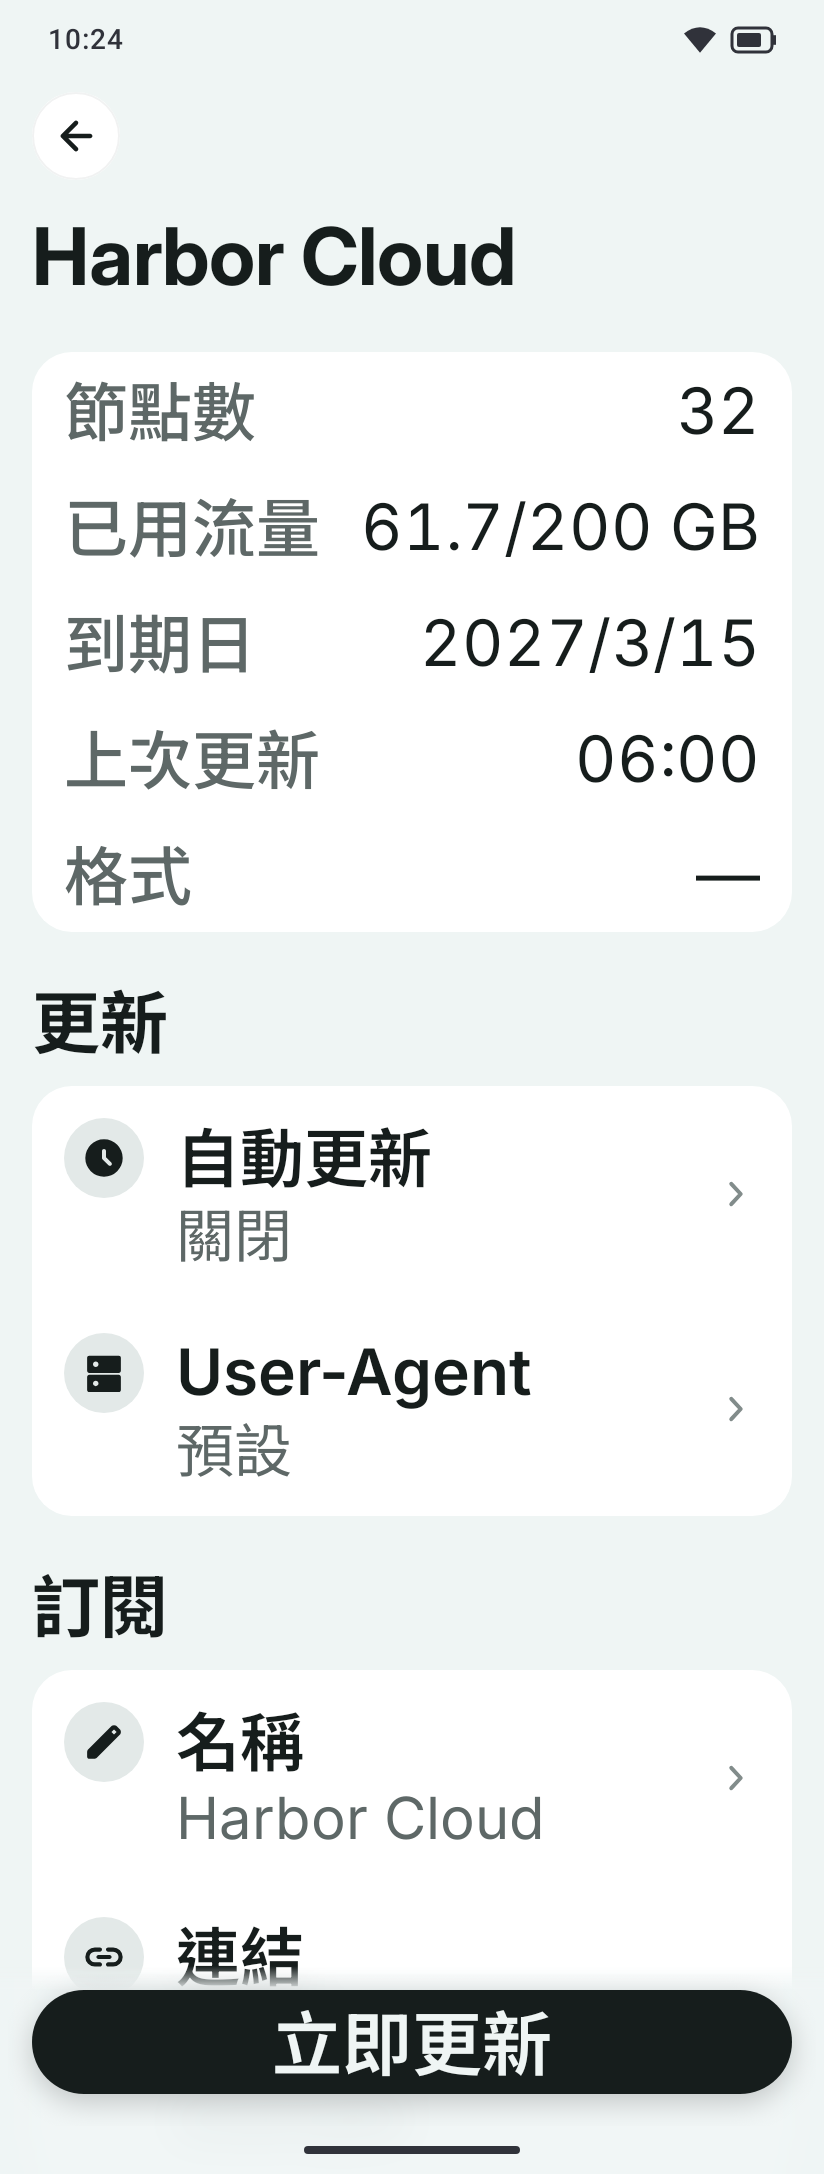 10:24
Harbor Cloud
節點數 32
已用流量 61.7/200 GB
到期日 2027/3/15
上次更新 06:00
格式 —
更新
自動更新
關閉
User-Agent
預設
訂閱
名稱
Harbor Cloud
連結
立即更新